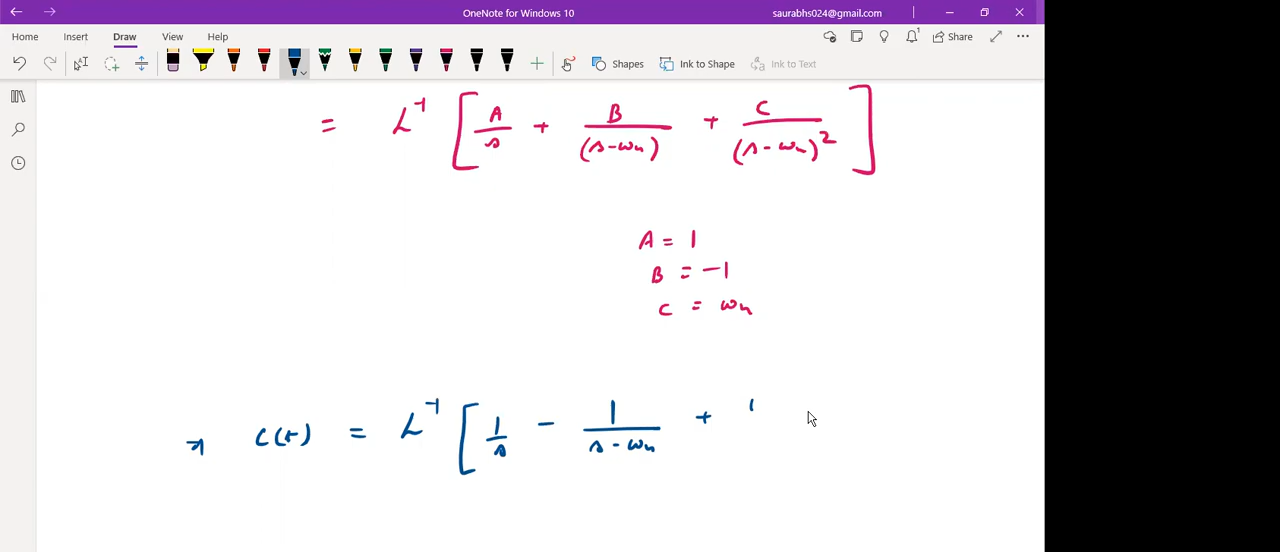 OneNote for Windows 10
saurabhs024@gmail.com
Home Insert Draw View Help
Share
Shapes Ink to Shape Ink to Text
= L⁻¹ [ A/s + B/(s-ωn) + C/(s-ωn)² ]
A = 1
B = -1
C = ωn
→ c(t) = L⁻¹ [ 1/s - 1/(s-ωn) +